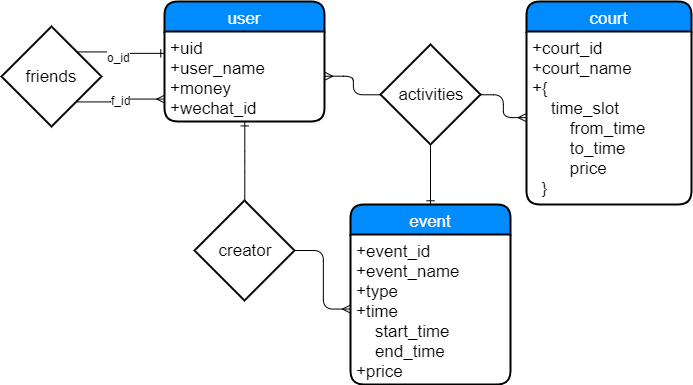 user
+uid
+user_name
+money
+wechat_id
friends
o_id
f_id
activities
court
+court_id
+court_name
+{
time_slot
from_time
to_time
price
}
creator
event
+event_id
+event_name
+type
+time
start_time
end_time
+price